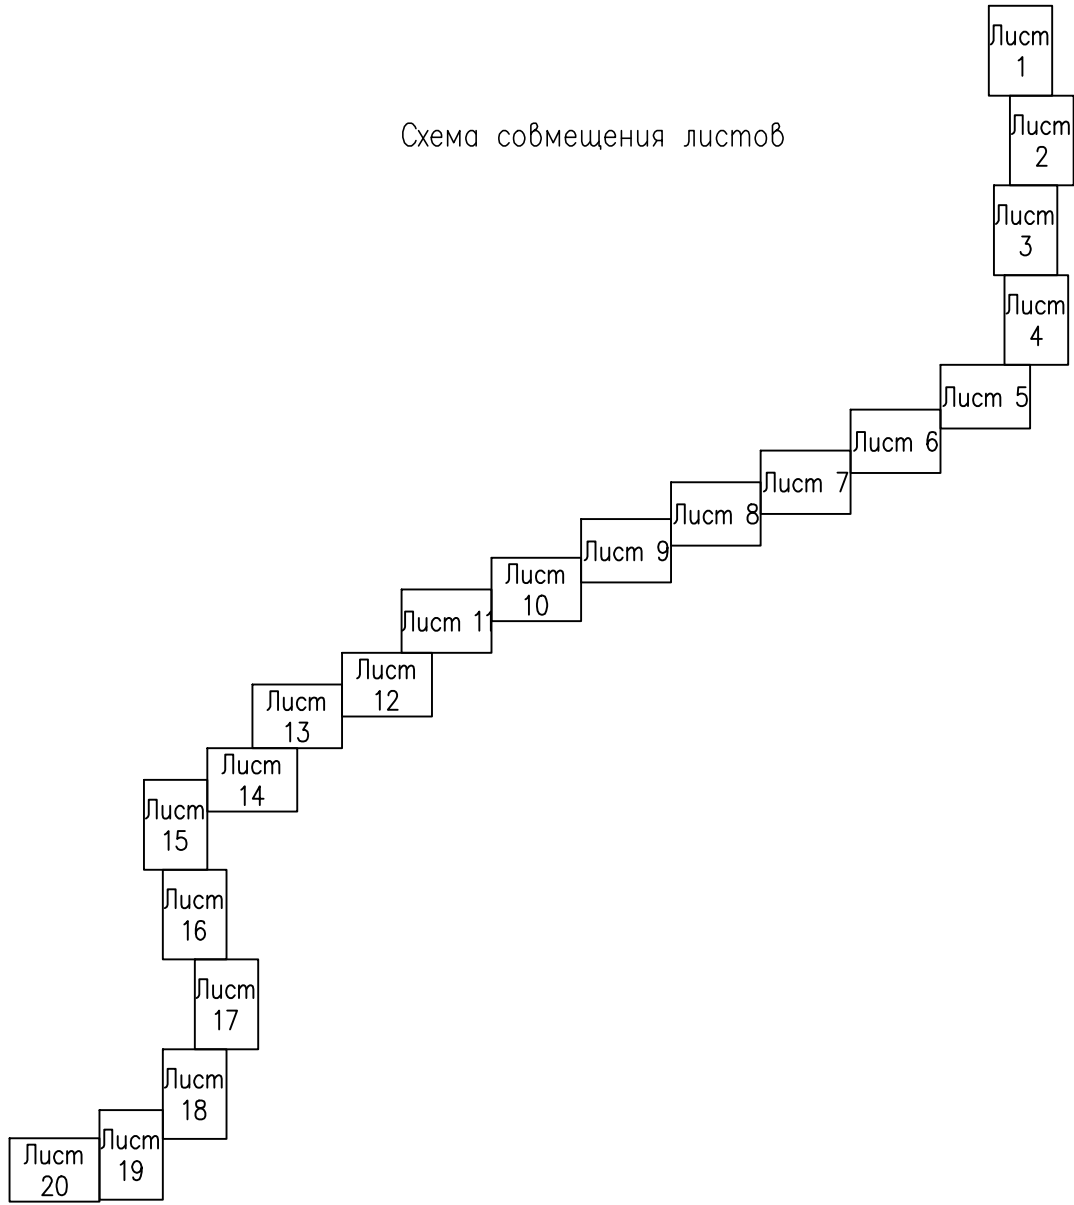 Лист
1
Схема совмещения листов
Лист
2
Лист
3
Лист
4
Лист 5
Лист 6
Лист 7
Лист 8
Лист 9
Лист
10
Лист 11
Лист
12
Лист
13
Лист
14
Лист
15
Лист
16
Лист
17
Лист
18
Лист
19
Лист
20